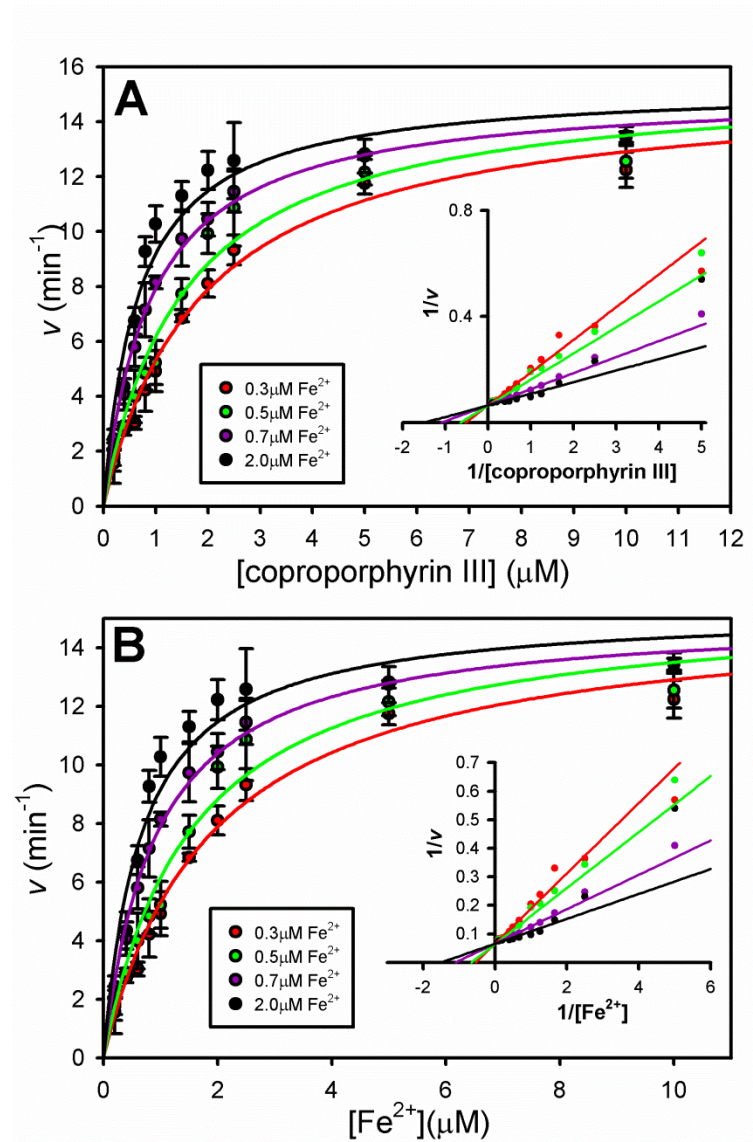 A
16
14
12
10
8
6
4
2
0
v (min⁻¹)
0.8
0.4
1/v
-2 -1 0 1 2 3 4 5
1/[coproporphyrin III]
0.3μM Fe²⁺
0.5μM Fe²⁺
0.7μM Fe²⁺
2.0μM Fe²⁺
0 1 2 3 4 5 6 7 8 9 10 11 12
[coproporphyrin III] (μM)
B
14
12
10
8
6
4
2
0
v (min⁻¹)
0.7
0.6
0.5
0.4
0.3
0.2
0.1
1/v
-2 0 2 4 6
1/[Fe²⁺]
0.3μM Fe²⁺
0.5μM Fe²⁺
0.7μM Fe²⁺
2.0μM Fe²⁺
0 2 4 6 8 10
[Fe²⁺](μM)